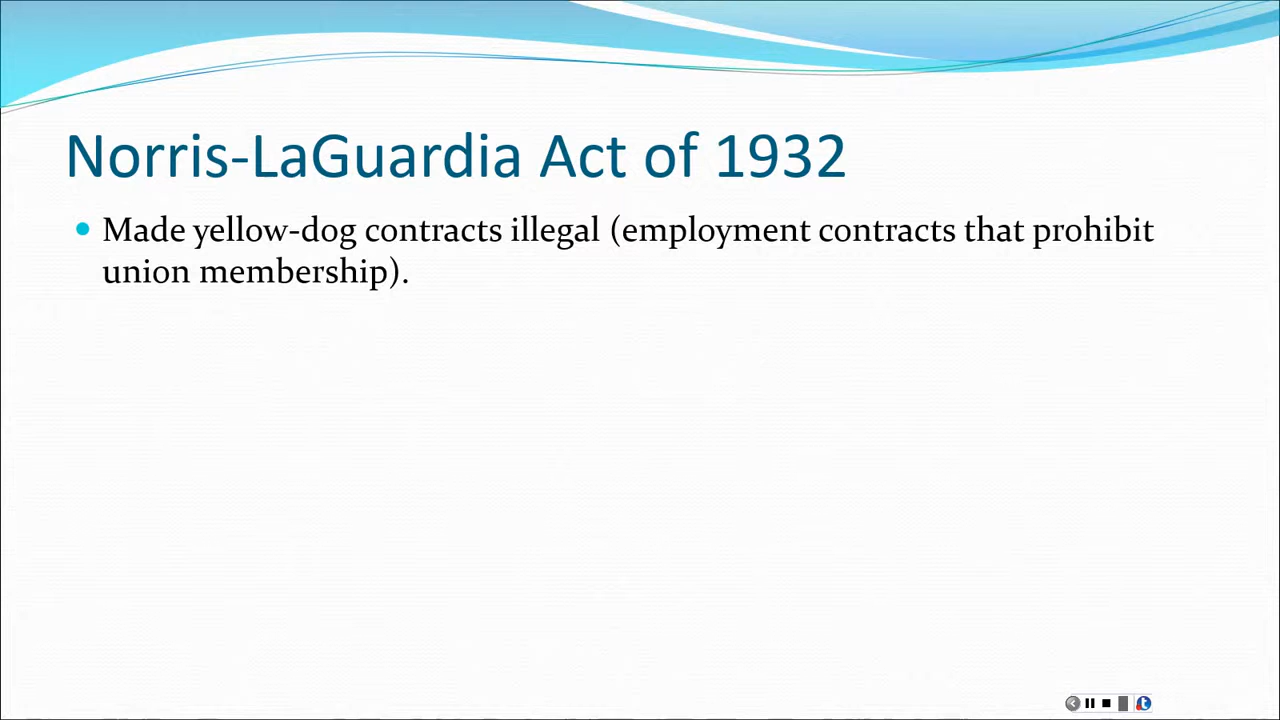 Norris-LaGuardia Act of 1932
Made yellow-dog contracts illegal (employment contracts that prohibit
union membership).